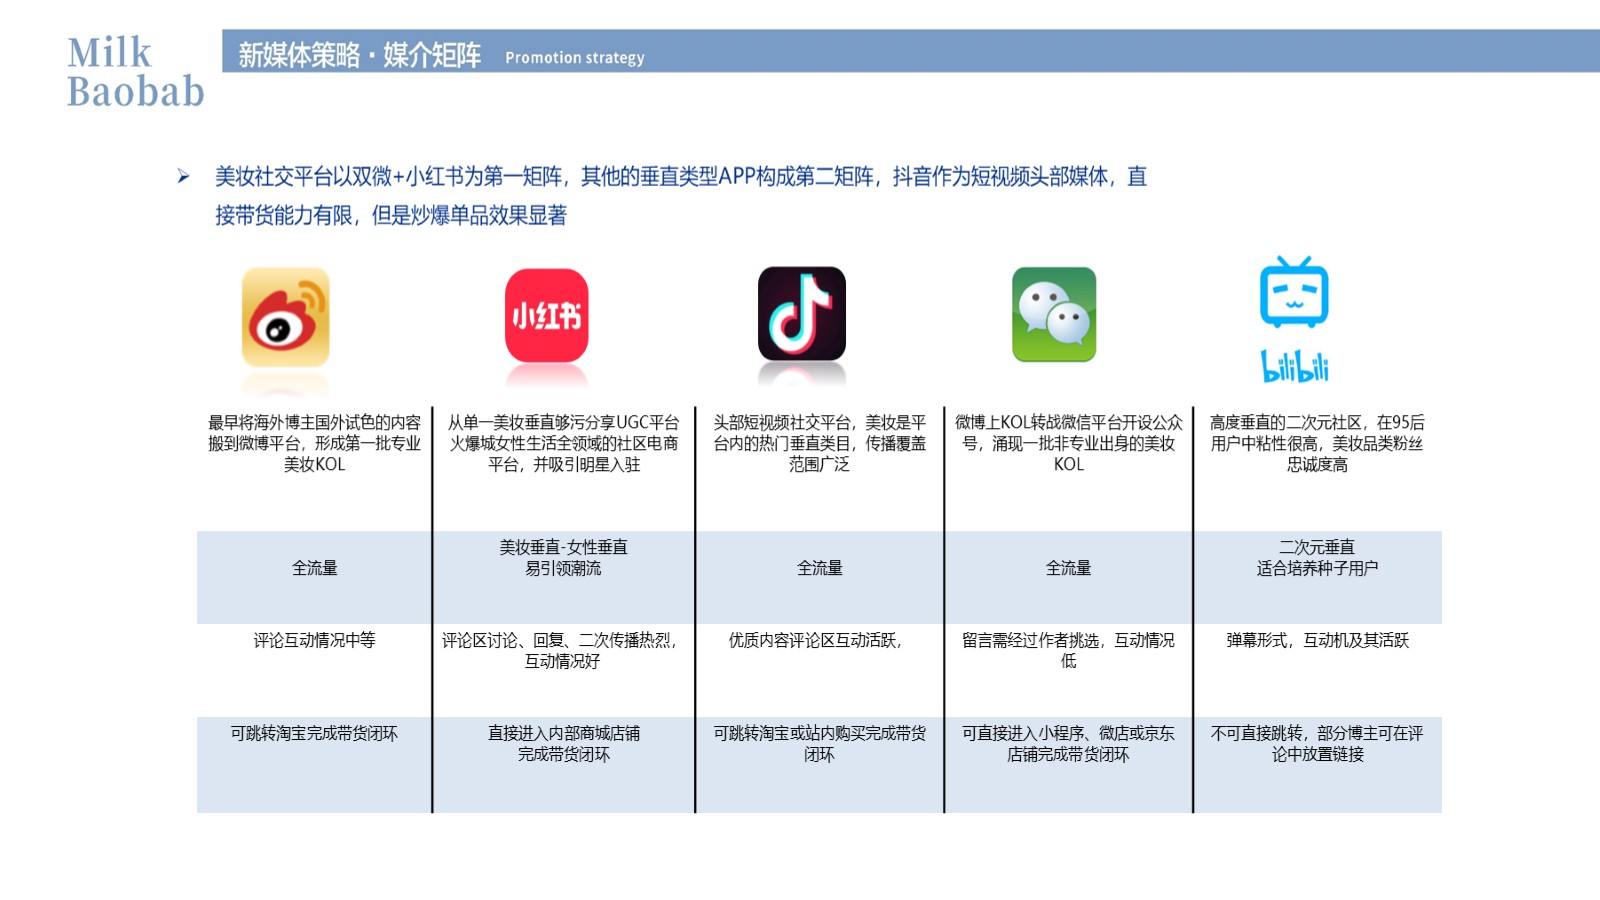 Milk
Baobab
新媒体策略·媒介矩阵 Promotion strategy
美妆社交平台以双微+小红书为第一矩阵，其他的垂直类型APP构成第二矩阵，抖音作为短视频头部媒体，直
接带货能力有限，但是炒爆单品效果显著
小红书
bilibili
最早将海外博主国外试色的内容
搬到微博平台，形成第一批专业
美妆KOL
从单一美妆垂直够污分享UGC平台
火爆城女性生活全领域的社区电商
平台，并吸引明星入驻
头部短视频社交平台，美妆是平
台内的热门垂直类目，传播覆盖
范围广泛
微博上KOL转战微信平台开设公众
号，涌现一批非专业出身的美妆
KOL
高度垂直的二次元社区，在95后
用户中粘性很高，美妆品类粉丝
忠诚度高
全流量
美妆垂直-女性垂直
易引领潮流
全流量
全流量
二次元垂直
适合培养种子用户
评论互动情况中等
评论区讨论、回复、二次传播热烈，
互动情况好
优质内容评论区互动活跃，
留言需经过作者挑选，互动情况
低
弹幕形式，互动机及其活跃
可跳转淘宝完成带货闭环
直接进入内部商城店铺
完成带货闭环
可跳转淘宝或站内购买完成带货
闭环
可直接进入小程序、微店或京东
店铺完成带货闭环
不可直接跳转，部分博主可在评
论中放置链接